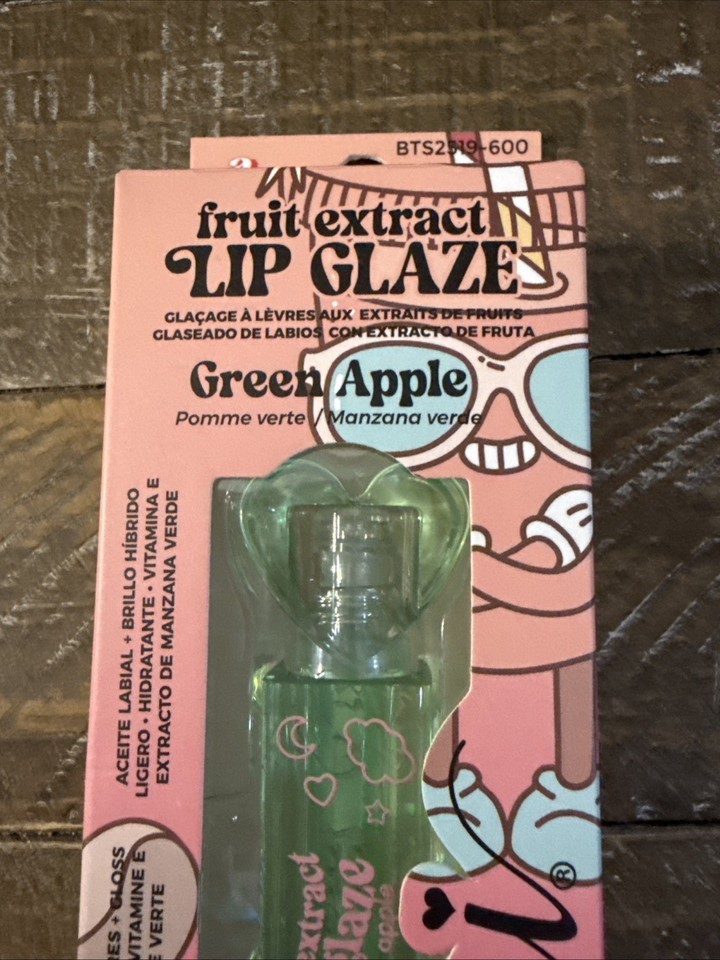 BTS2319-600
fruit extract
LIP GLAZE
GLAÇAGE À LÈVRES AUX EXTRAITS DE FRUITS
GLASEADO DE LABIOS CON EXTRACTO DE FRUTA
Green Apple
Pomme verte / Manzana verde
ACEITE LABIAL + BRILLO HÍBRIDO
LIGERO • HIDRATANTE • VITAMINA E
EXTRACTO DE MANZANA VERDE
RES + GLOSS
VITAMINE E
E VERTE
extract
glaze
apple
i®